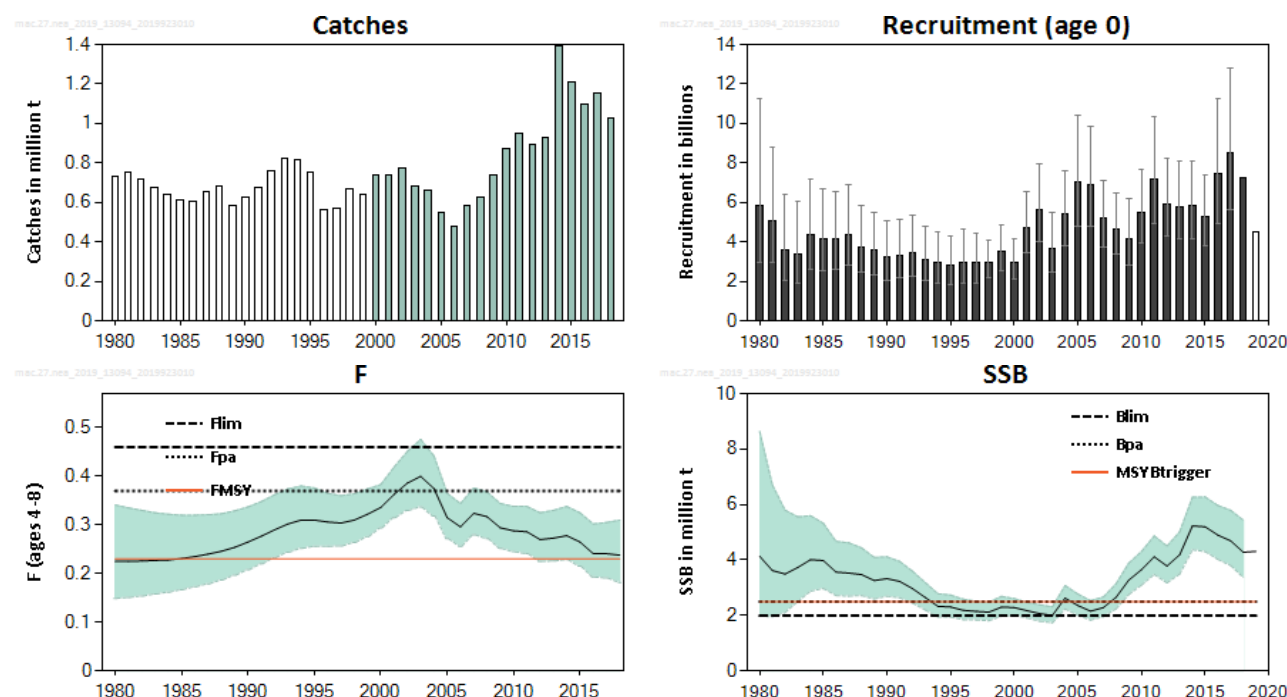 mac.27.nea_2019_13094_2019923010
Catches
Catches in million t
1.4
1.2
1
0.8
0.6
0.4
0.2
0
1980 1985 1990 1995 2000 2005 2010 2015
mac.27.nea_2019_13094_2019923010
Recruitment (age 0)
Recruitment in billions
14
12
10
8
6
4
2
0
1980 1985 1990 1995 2000 2005 2010 2015 2020
mac.27.nea_2019_13094_2019923010
F
F (ages 4-8)
0.5
0.4
0.3
0.2
0.1
0
Flim
Fpa
FMSY
1980 1985 1990 1995 2000 2005 2010 2015
mac.27.nea_2019_13094_2019923010
SSB
SSB in million t
10
8
6
4
2
0
Blim
Bpa
MSYBtrigger
1980 1985 1990 1995 2000 2005 2010 2015 2020